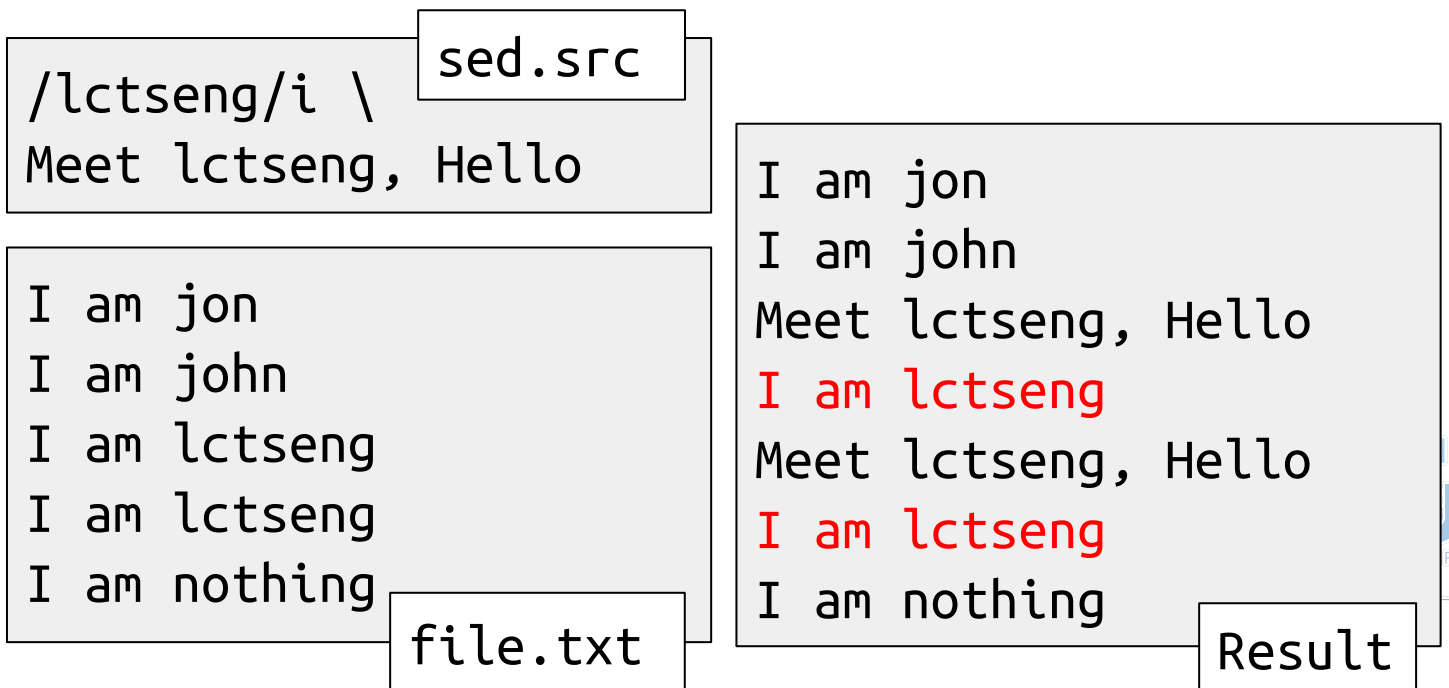 sed.src
/lctseng/i \
Meet lctseng, Hello
I am jon
I am john
I am lctseng
I am lctseng
I am nothing
file.txt
I am jon
I am john
Meet lctseng, Hello
I am lctseng
Meet lctseng, Hello
I am lctseng
I am nothing
Result